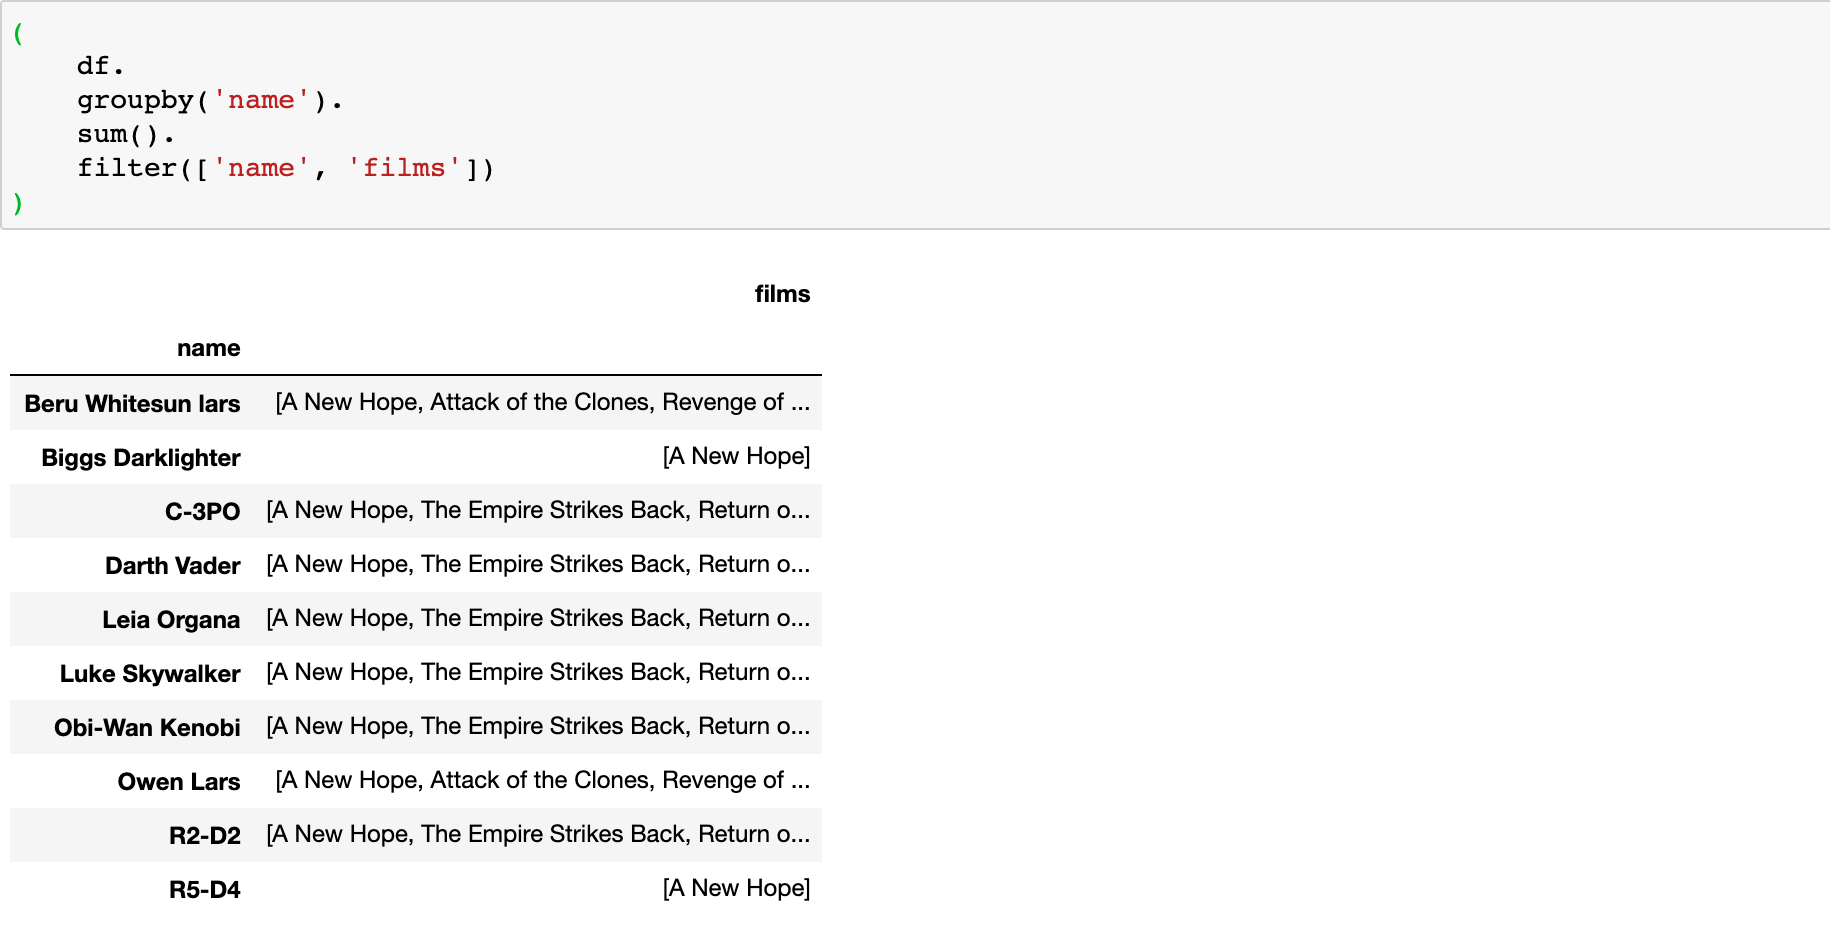 (
    df.
    groupby('name').
    sum().
    filter(['name', 'films'])
)
films
name
Beru Whitesun lars [A New Hope, Attack of the Clones, Revenge of ...
Biggs Darklighter [A New Hope]
C-3PO [A New Hope, The Empire Strikes Back, Return o...
Darth Vader [A New Hope, The Empire Strikes Back, Return o...
Leia Organa [A New Hope, The Empire Strikes Back, Return o...
Luke Skywalker [A New Hope, The Empire Strikes Back, Return o...
Obi-Wan Kenobi [A New Hope, The Empire Strikes Back, Return o...
Owen Lars [A New Hope, Attack of the Clones, Revenge of ...
R2-D2 [A New Hope, The Empire Strikes Back, Return o...
R5-D4 [A New Hope]